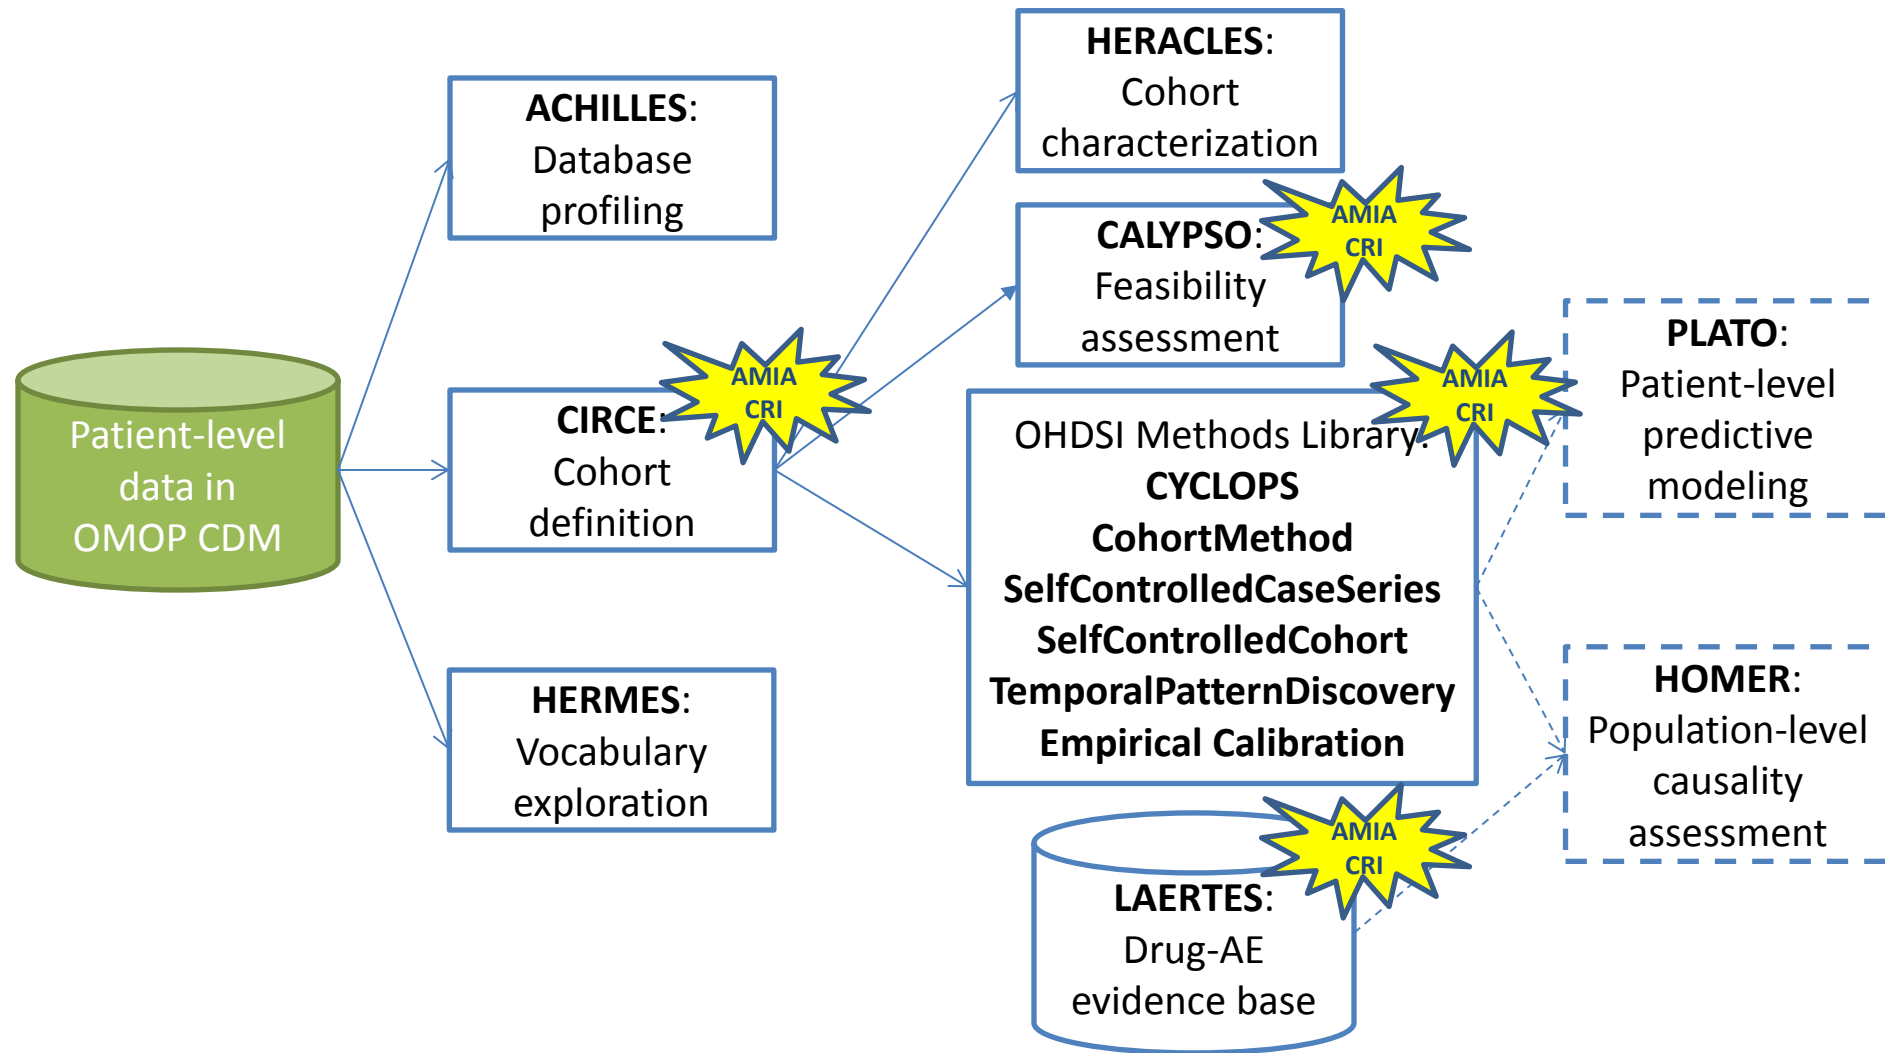 Patient-level
data in
OMOP CDM
ACHILLES:
Database
profiling
CIRCE:
Cohort
definition
AMIA
CRI
HERMES:
Vocabulary
exploration
HERACLES:
Cohort
characterization
CALYPSO:
Feasibility
assessment
AMIA
CRI
OHDSI Methods Library:
CYCLOPS
CohortMethod
SelfControlledCaseSeries
SelfControlledCohort
TemporalPatternDiscovery
Empirical Calibration
AMIA
CRI
LAERTES:
Drug-AE
evidence base
AMIA
CRI
PLATO:
Patient-level
predictive
modeling
HOMER:
Population-level
causality
assessment